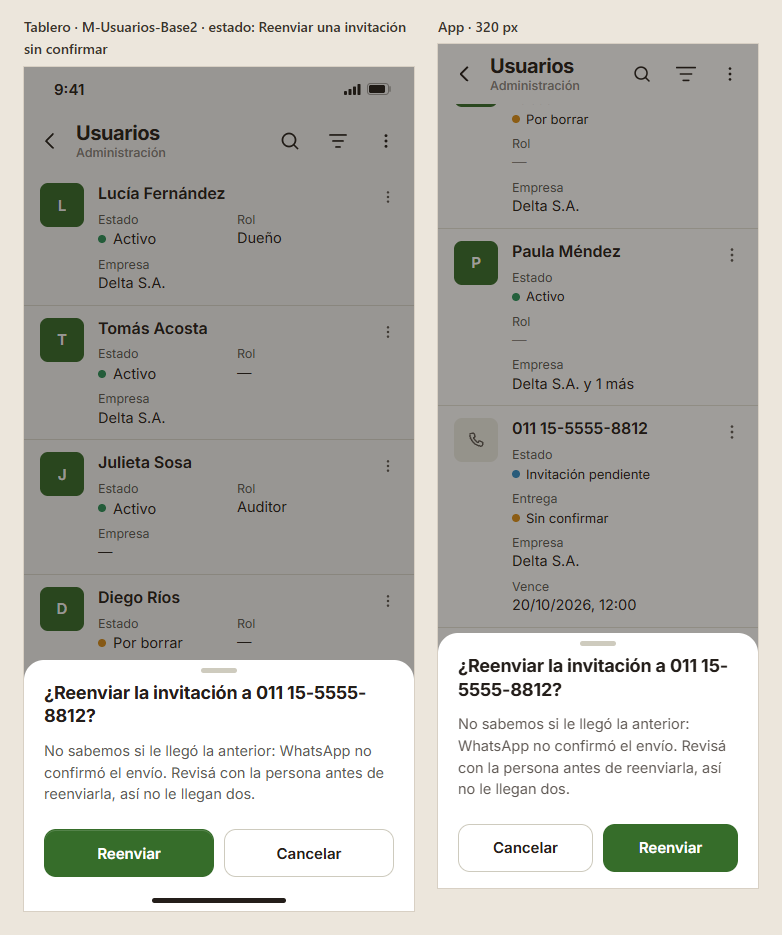 Tablero · M-Usuarios-Base2 · estado: Reenviar una invitación
sin confirmar
9:41
Usuarios
Administración
L
Lucía Fernández
Estado
Rol
Activo
Dueño
Empresa
Delta S.A.
T
Tomás Acosta
Estado
Rol
Activo
—
Empresa
Delta S.A.
J
Julieta Sosa
Estado
Rol
Activo
Auditor
Empresa
—
D
Diego Ríos
Estado
Rol
Por borrar
—
¿Reenviar la invitación a 011 15-5555-
8812?
No sabemos si le llegó la anterior: WhatsApp no
confirmó el envío. Revisá con la persona antes de
reenviarla, así no le llegan dos.
Reenviar
Cancelar
App · 320 px
Usuarios
Administración
Por borrar
Rol
—
Empresa
Delta S.A.
P
Paula Méndez
Estado
Activo
Rol
—
Empresa
Delta S.A. y 1 más
011 15-5555-8812
Estado
Invitación pendiente
Entrega
Sin confirmar
Empresa
Delta S.A.
Vence
20/10/2026, 12:00
¿Reenviar la invitación a 011 15-
5555-8812?
No sabemos si le llegó la anterior:
WhatsApp no confirmó el envío. Revisá
con la persona antes de reenviarla, así
no le llegan dos.
Cancelar
Reenviar